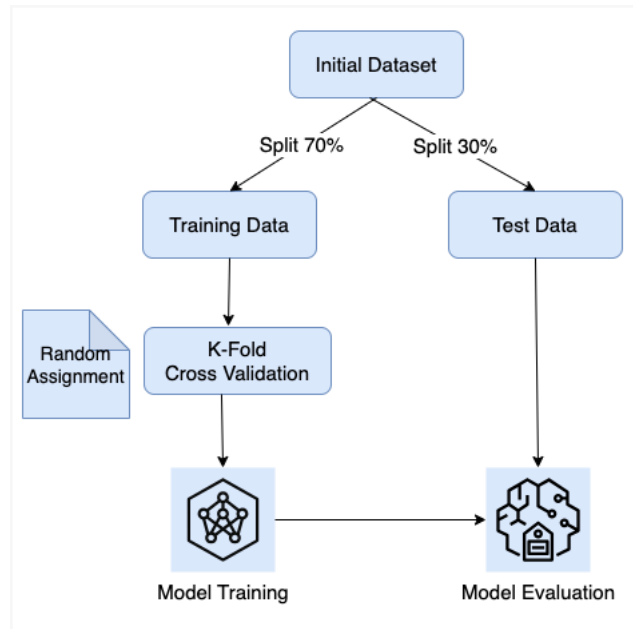 Initial Dataset
Split 70%
Split 30%
Training Data
Test Data
Random
Assignment
K-Fold
Cross Validation
Model Training
Model Evaluation